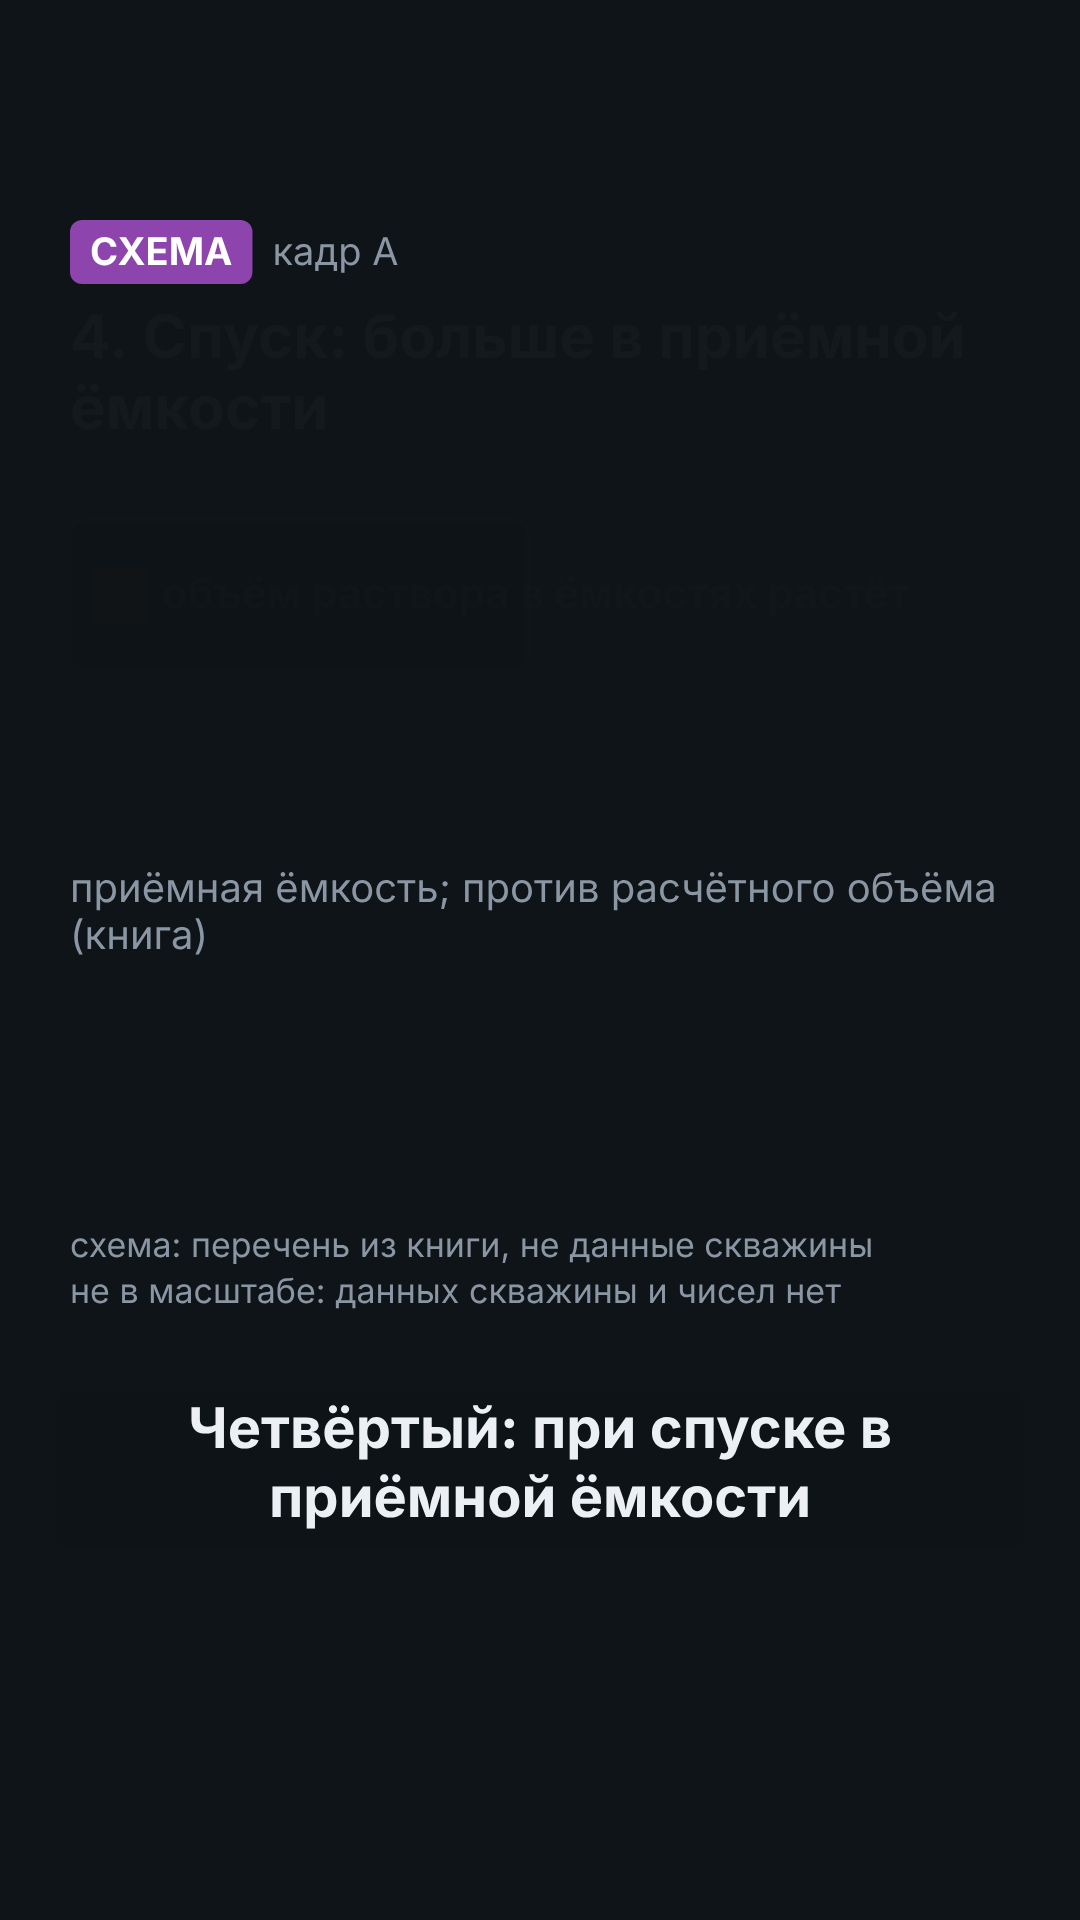 СХЕМА кадр А
4. Спуск: больше в приёмной
ёмкости
объём раствора в ёмкостях растёт
приёмная ёмкость; против расчётного объёма
(книга)
схема: перечень из книги, не данные скважины
не в масштабе: данных скважины и чисел нет
Четвёртый: при спуске в
приёмной ёмкости